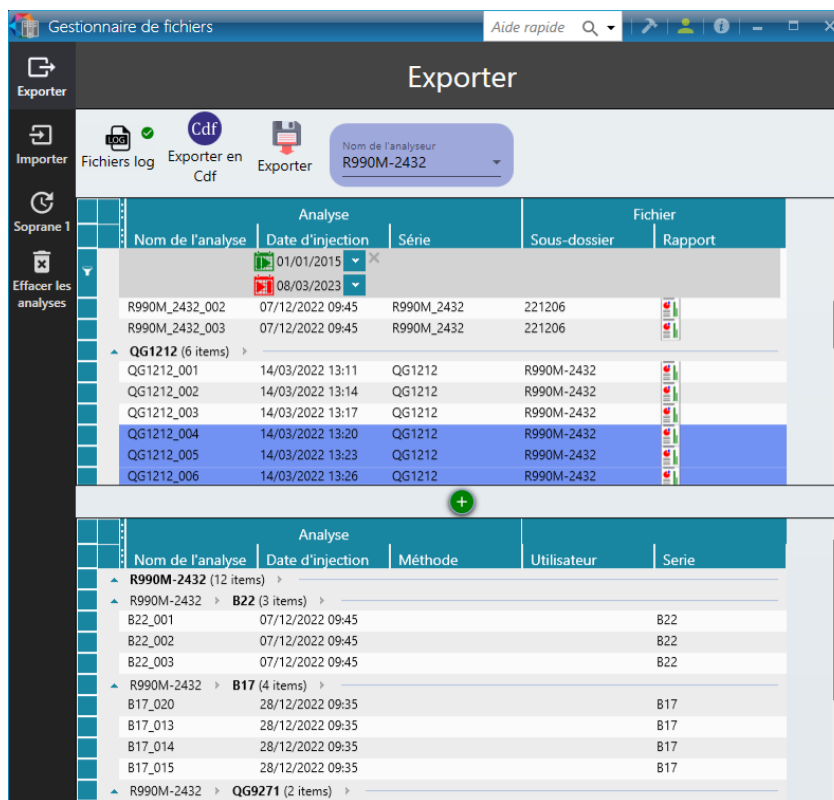 Gestionnaire de fichiers Aide rapide
Exporter
Exporter
Importer
Soprane 1
Effacer les
analyses
LOG
Fichiers log
Cdf
Exporter en
Cdf
Exporter
Nom de l'analyseur
R990M-2432
Analyse Fichier
Nom de l'analyse Date d'injection Série Sous-dossier Rapport
01/01/2015
08/03/2023
R990M_2432_002 07/12/2022 09:45 R990M_2432 221206
R990M_2432_003 07/12/2022 09:45 R990M_2432 221206
QG1212 (6 items)
QG1212_001 14/03/2022 13:11 QG1212 R990M-2432
QG1212_002 14/03/2022 13:14 QG1212 R990M-2432
QG1212_003 14/03/2022 13:17 QG1212 R990M-2432
QG1212_004 14/03/2022 13:20 QG1212 R990M-2432
QG1212_005 14/03/2022 13:23 QG1212 R990M-2432
QG1212_006 14/03/2022 13:26 QG1212 R990M-2432
Analyse
Nom de l'analyse Date d'injection Méthode Utilisateur Serie
R990M-2432 (12 items)
R990M-2432 B22 (3 items)
B22_001 07/12/2022 09:45 B22
B22_002 07/12/2022 09:45 B22
B22_003 07/12/2022 09:45 B22
R990M-2432 B17 (4 items)
B17_020 28/12/2022 09:35 B17
B17_013 28/12/2022 09:35 B17
B17_014 28/12/2022 09:35 B17
B17_015 28/12/2022 09:35 B17
R990M-2432 QG9271 (2 items)